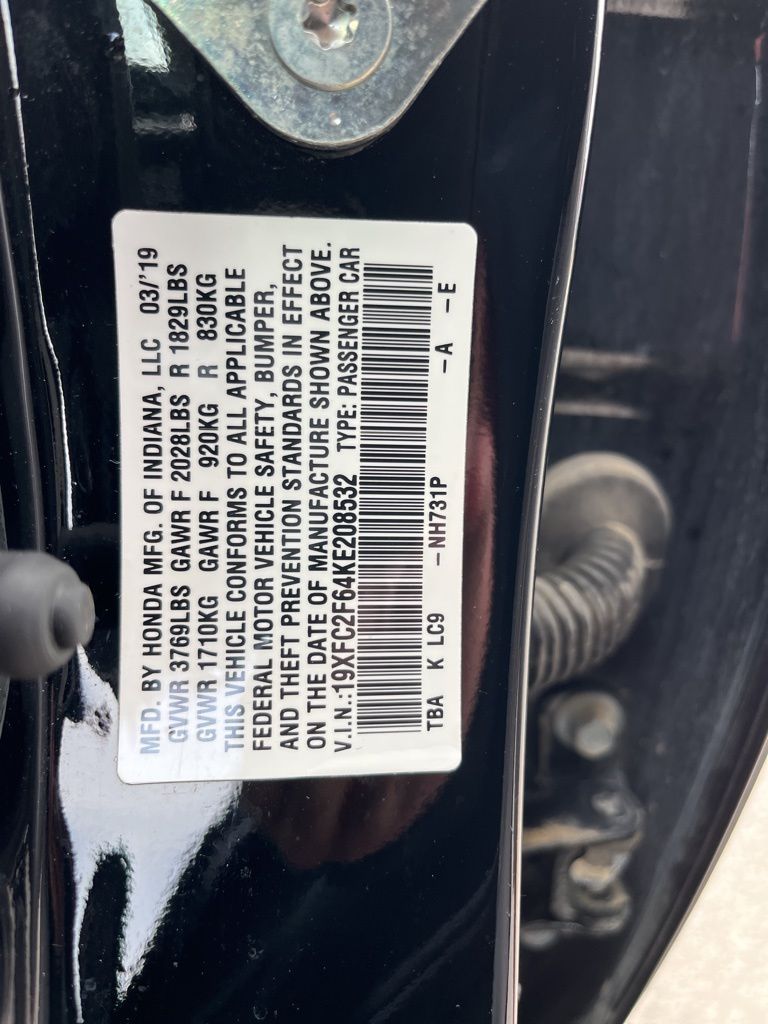 MFD. BY HONDA MFG. OF INDIANA, LLC 03/'19
GVWR 3769LBS GAWR F 2028LBS R 1829LBS
GVWR 1710KG GAWR F 920KG R 830KG
THIS VEHICLE CONFORMS TO ALL APPLICABLE
FEDERAL MOTOR VEHICLE SAFETY, BUMPER,
AND THEFT PREVENTION STANDARDS IN EFFECT
ON THE DATE OF MANUFACTURE SHOWN ABOVE.
V.I.N.:19XFC2F64KE208532 TYPE: PASSENGER CAR
TBA K LC9 -NH731P -A -E